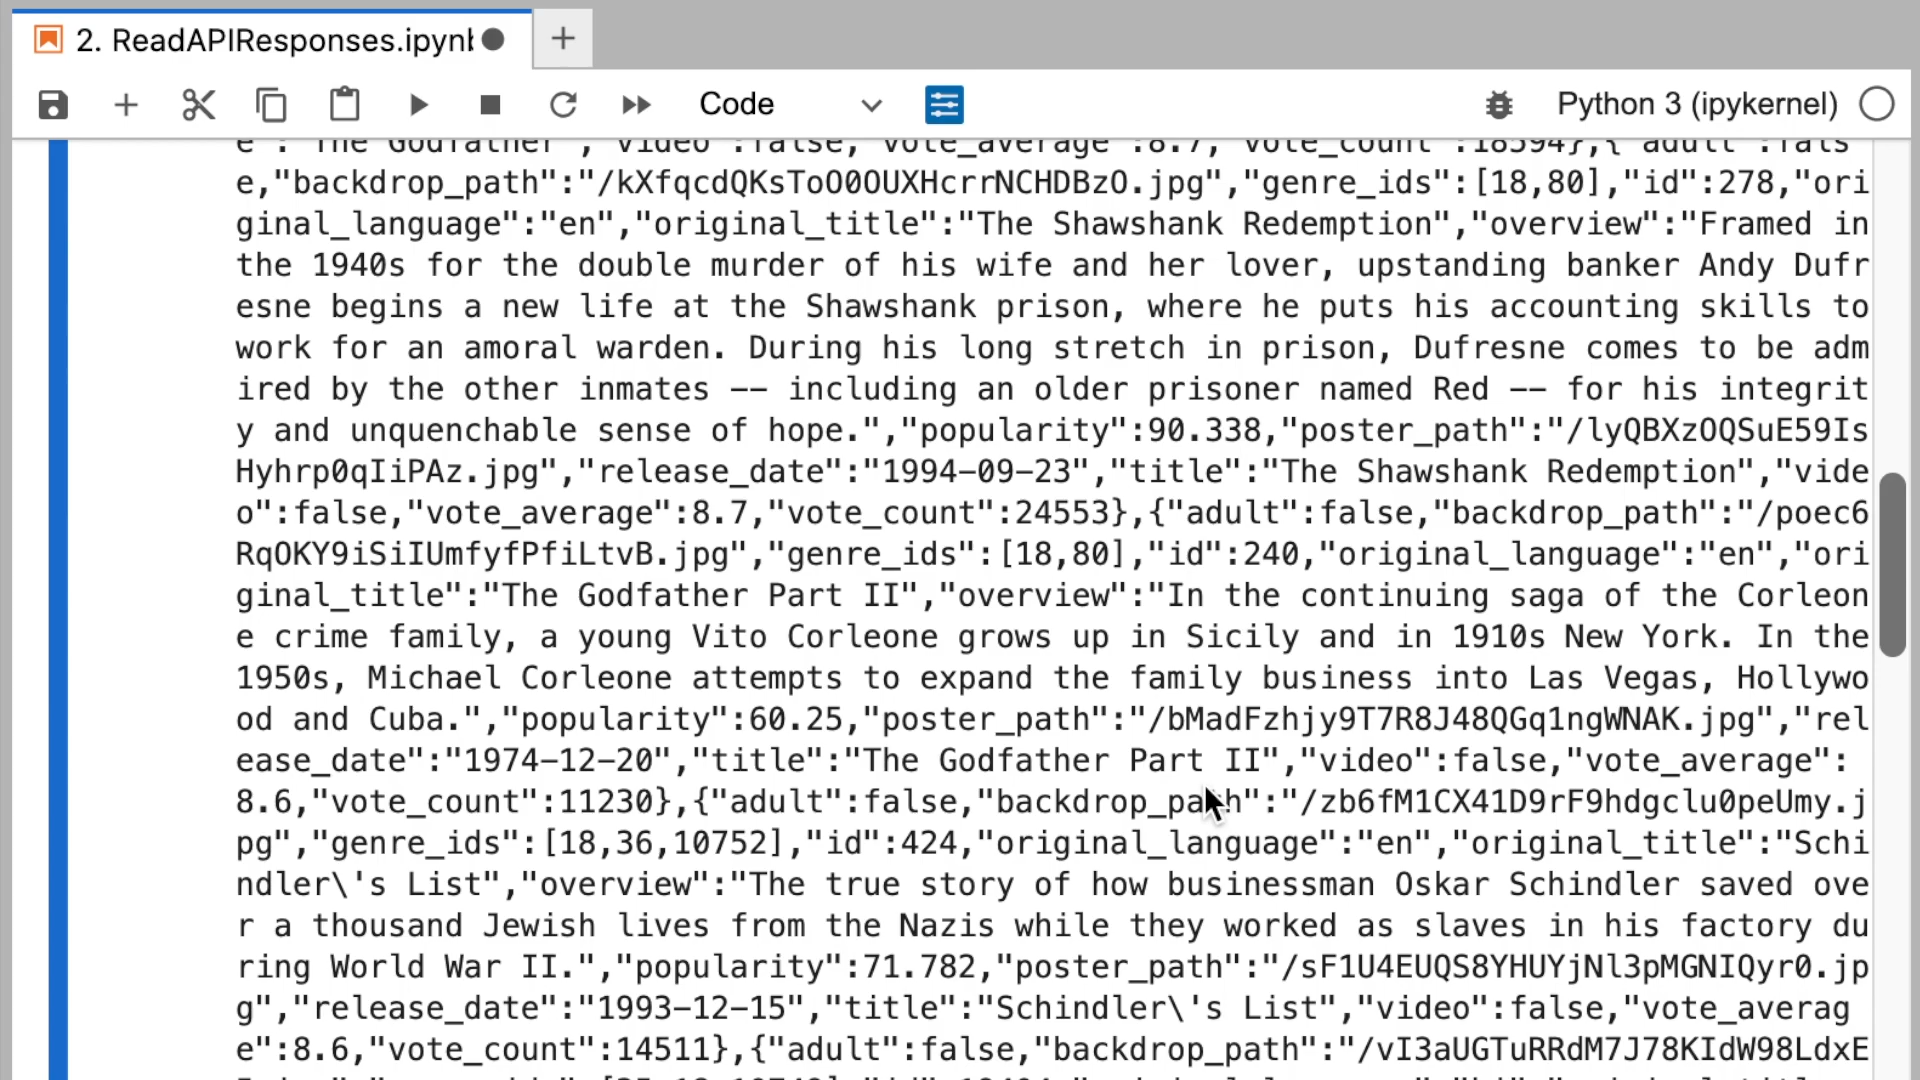 2. ReadAPIResponses.ipynb
Code
Python 3 (ipykernel)
e":"The Godfather","video":false,"vote_average":8.7,"vote_count":18594},{"adult":fals
e,"backdrop_path":"/kXfqcdQKsToO0OUXHcrrNCHDBzO.jpg","genre_ids":[18,80],"id":278,"ori
ginal_language":"en","original_title":"The Shawshank Redemption","overview":"Framed in
the 1940s for the double murder of his wife and her lover, upstanding banker Andy Dufr
esne begins a new life at the Shawshank prison, where he puts his accounting skills to
work for an amoral warden. During his long stretch in prison, Dufresne comes to be adm
ired by the other inmates -- including an older prisoner named Red -- for his integrit
y and unquenchable sense of hope.","popularity":90.338,"poster_path":"/lyQBXzOQSuE59Is
Hyhrp0qIiPAz.jpg","release_date":"1994-09-23","title":"The Shawshank Redemption","vide
o":false,"vote_average":8.7,"vote_count":24553},{"adult":false,"backdrop_path":"/poec6
RqOKY9iSiIUmfyfPfiLtvB.jpg","genre_ids":[18,80],"id":240,"original_language":"en","ori
ginal_title":"The Godfather Part II","overview":"In the continuing saga of the Corleon
e crime family, a young Vito Corleone grows up in Sicily and in 1910s New York. In the
1950s, Michael Corleone attempts to expand the family business into Las Vegas, Hollywo
od and Cuba.","popularity":60.25,"poster_path":"/bMadFzhjy9T7R8J48QGq1ngWNAK.jpg","rel
ease_date":"1974-12-20","title":"The Godfather Part II","video":false,"vote_average":
8.6,"vote_count":11230},{"adult":false,"backdrop_path":"/zb6fM1CX41D9rF9hdgclu0peUmy.j
pg","genre_ids":[18,36,10752],"id":424,"original_language":"en","original_title":"Schi
ndler\'s List","overview":"The true story of how businessman Oskar Schindler saved ove
r a thousand Jewish lives from the Nazis while they worked as slaves in his factory du
ring World War II.","popularity":71.782,"poster_path":"/sF1U4EUQS8YHUYjNl3pMGNIQyr0.jp
g","release_date":"1993-12-15","title":"Schindler\'s List","video":false,"vote_averag
e":8.6,"vote_count":14511},{"adult":false,"backdrop_path":"/vI3aUGTuRRdM7J78KIdW98LdxE